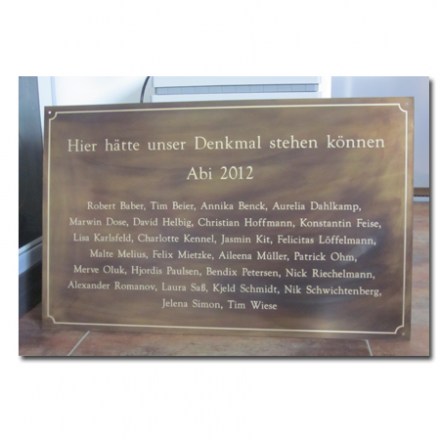 Hier hätte unser Denkmal stehen können
Abi 2012
Robert Baber, Tim Beier, Annika Benck, Aurelia Dahlkamp,
Marwin Dose, David Helbig, Christian Hoffmann, Konstantin Feise,
Lisa Karlsfeld, Charlotte Kennel, Jasmin Kit, Felicitas Löffelmann,
Malte Melius, Felix Mietzke, Aileena Müller, Patrick Ohm,
Merve Oluk, Hjördis Paulsen, Bendix Petersen, Nick Riechelmann,
Alexander Romanov, Laura Saß, Kjeld Schmidt, Nik Schwichtenberg,
Jelena Simon, Tim Wiese